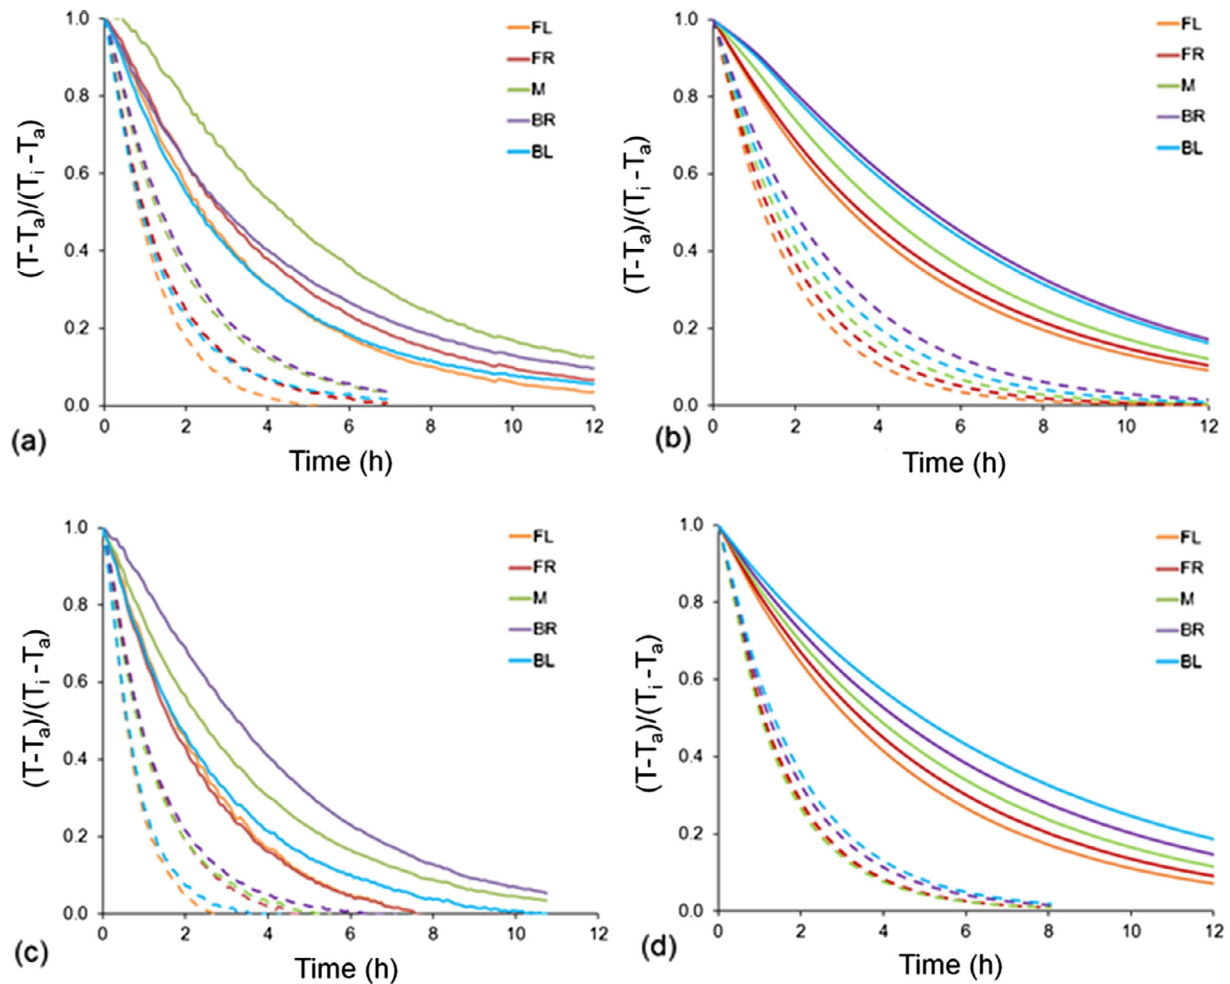 1.0
0.8
0.6
0.4
0.2
0.0
(T-Ta)/(Ti-Ta)
0 2 4 6 8 10 12
Time (h)
(a)
FL
FR
M
BR
BL
1.0
0.8
0.6
0.4
0.2
0.0
(T-Ta)/(Ti-Ta)
0 2 4 6 8 10 12
Time (h)
(b)
FL
FR
M
BR
BL
1.0
0.8
0.6
0.4
0.2
0.0
(T-Ta)/(Ti-Ta)
0 2 4 6 8 10 12
Time (h)
(c)
FL
FR
M
BR
BL
1.0
0.8
0.6
0.4
0.2
0.0
(T-Ta)/(Ti-Ta)
0 2 4 6 8 10 12
Time (h)
(d)
FL
FR
M
BR
BL